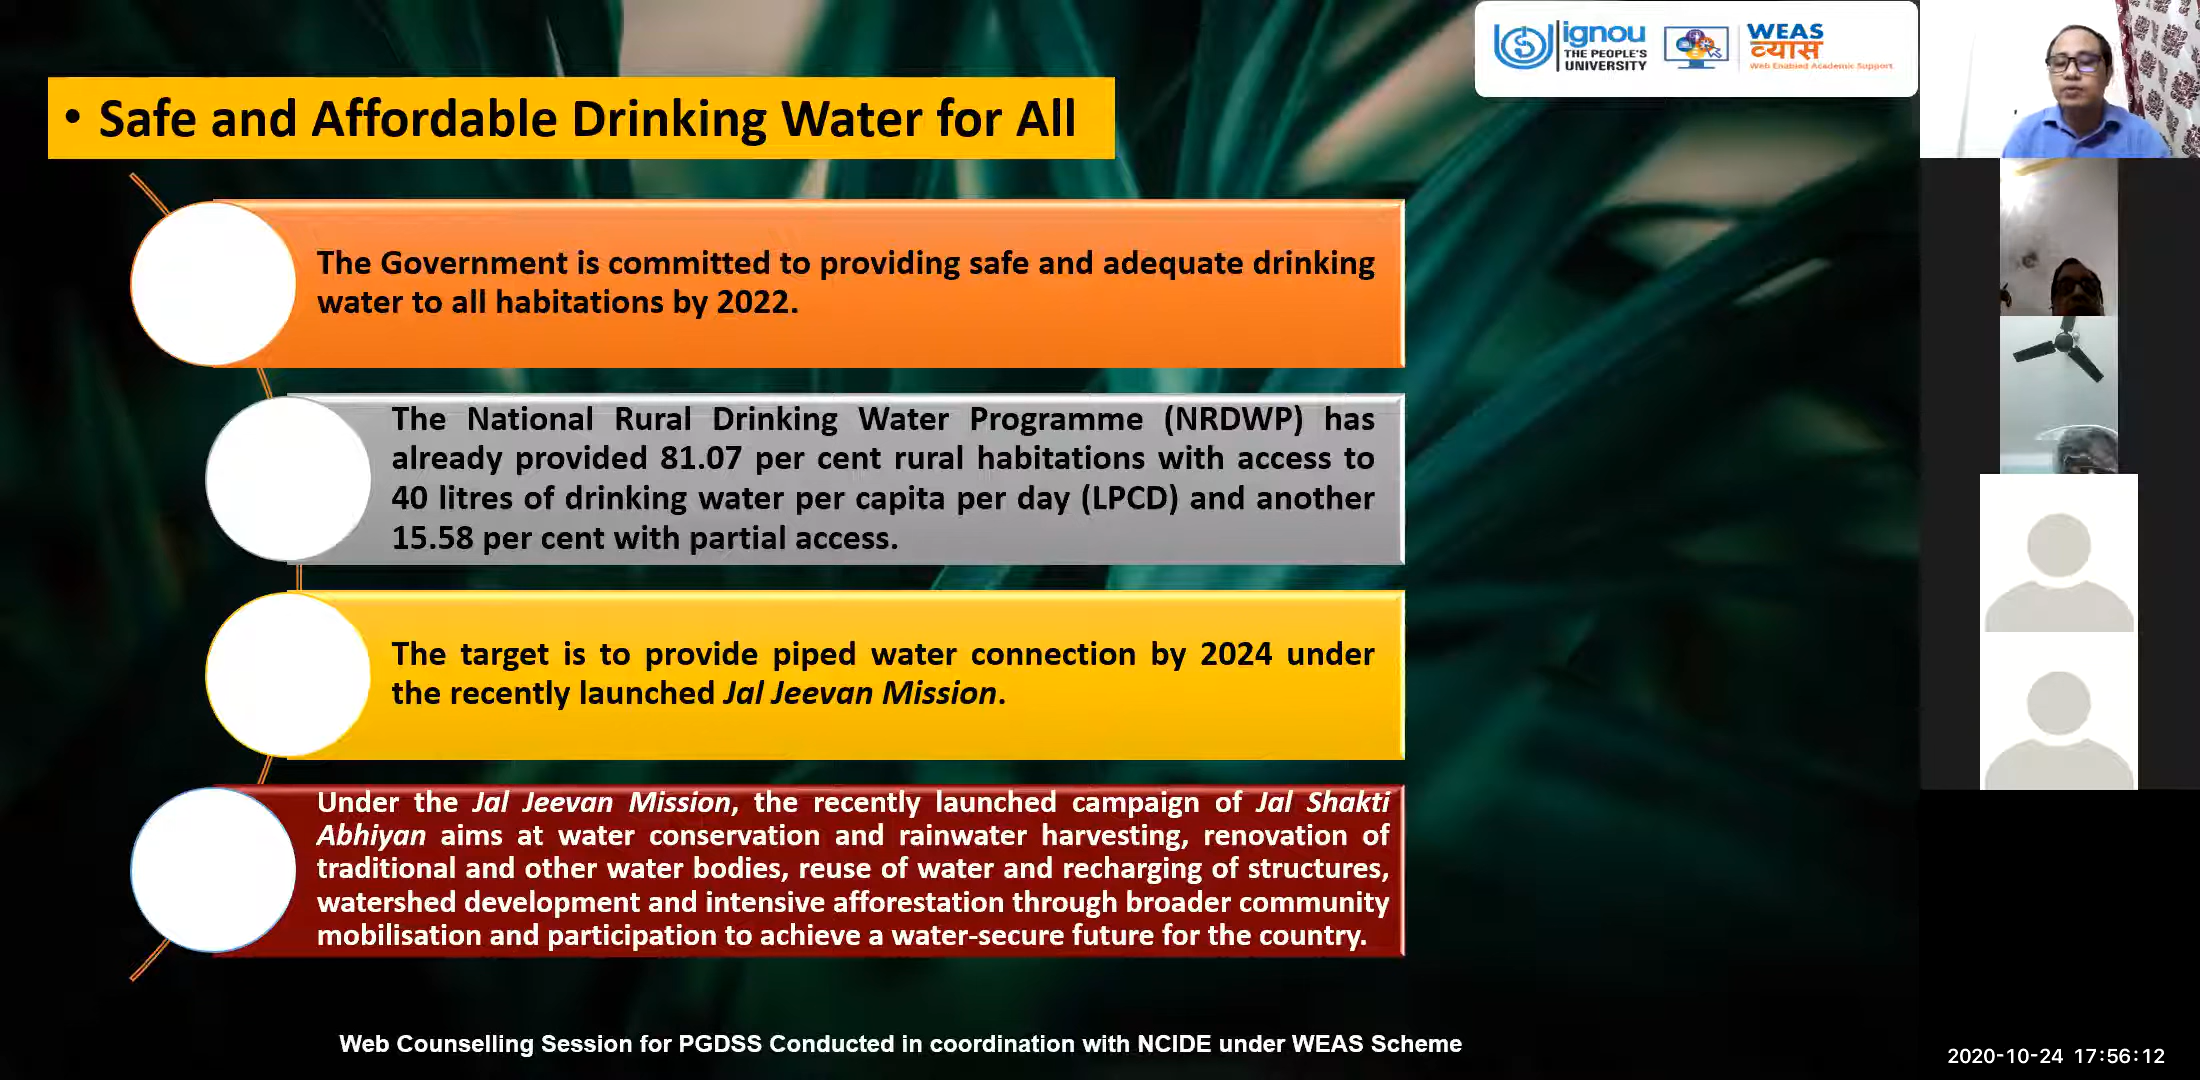 ignou
THE PEOPLE'S
UNIVERSITY
WEAS
व्यास
Web Enabled Academic Support
• Safe and Affordable Drinking Water for All
The Government is committed to providing safe and adequate drinking
water to all habitations by 2022.
The National Rural Drinking Water Programme (NRDWP) has
already provided 81.07 per cent rural habitations with access to
40 litres of drinking water per capita per day (LPCD) and another
15.58 per cent with partial access.
The target is to provide piped water connection by 2024 under
the recently launched Jal Jeevan Mission.
Under the Jal Jeevan Mission, the recently launched campaign of Jal Shakti
Abhiyan aims at water conservation and rainwater harvesting, renovation of
traditional and other water bodies, reuse of water and recharging of structures,
watershed development and intensive afforestation through broader community
mobilisation and participation to achieve a water-secure future for the country.
Web Counselling Session for PGDSS Conducted in coordination with NCIDE under WEAS Scheme
2020-10-24 17:56:12